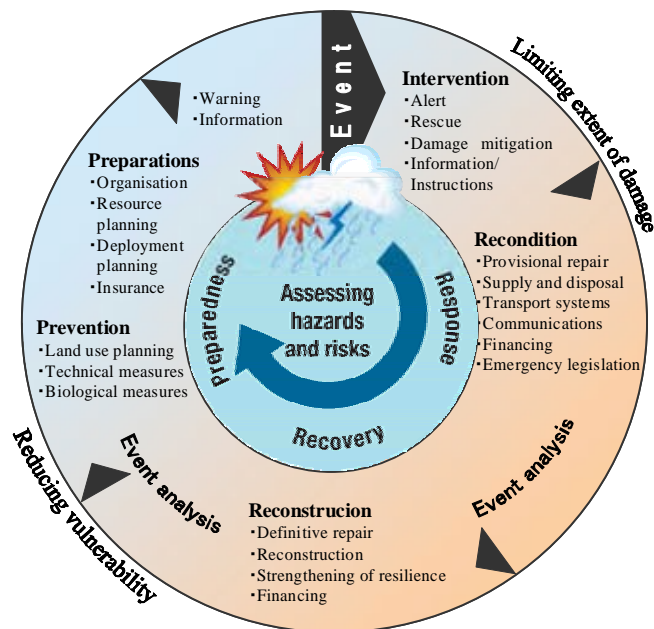 Event
Intervention
・Alert
・Rescue
・Damage mitigation
・Information/
Instructions
Limiting extent of damage
Recondition
・Provisional repair
・Supply and disposal
・Transport systems
・Communications
・Financing
・Emergency legislation
Event analysis
Reconstrucion
・Definitive repair
・Reconstruction
・Strengthening of resilience
・Financing
Event analysis
Reducing vulnerability
Prevention
・Land use planning
・Technical measures
・Biological measures
Preparations
・Organisation
・Resource
planning
・Deployment
planning
・Insurance
・Warning
・Information
Assessing
hazards
and risks
Response
Recovery
Preparedness